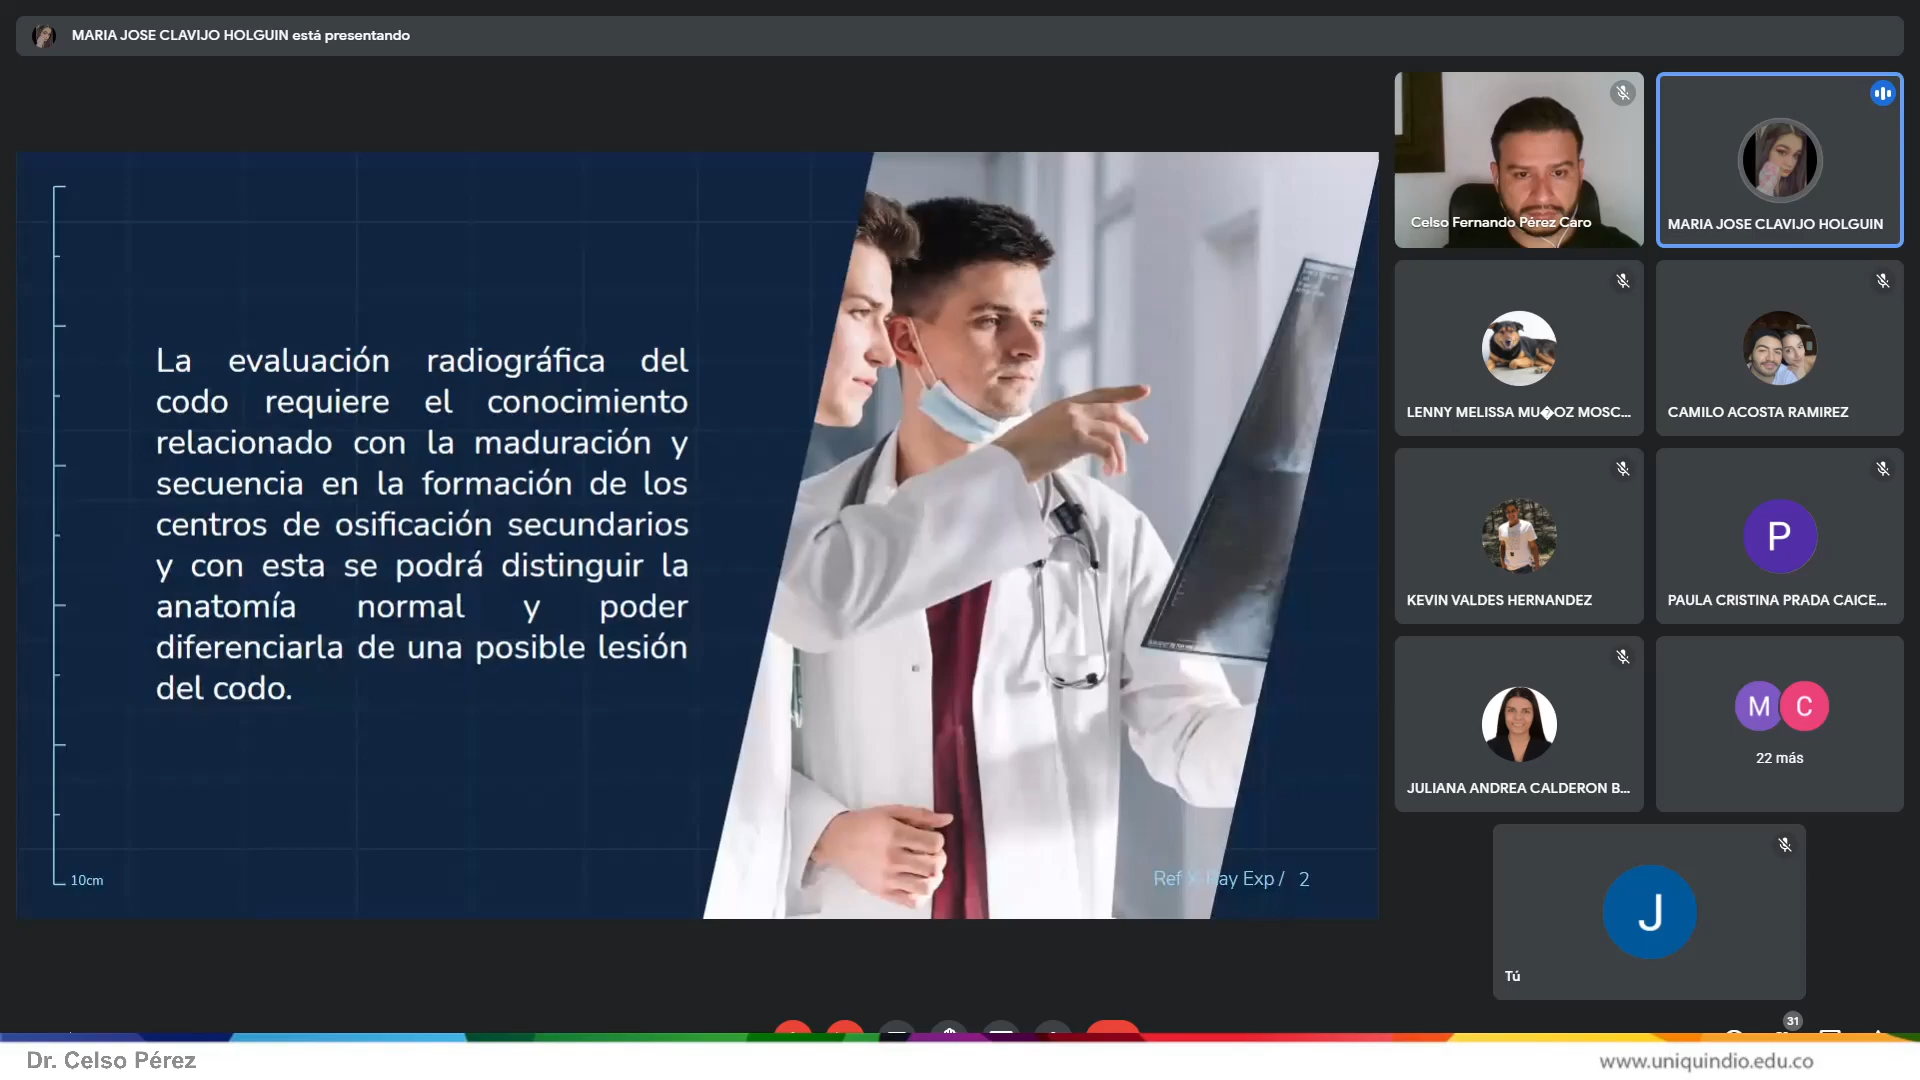 MARIA JOSE CLAVIJO HOLGUIN está presentando
La evaluación radiográfica del
codo requiere el conocimiento
relacionado con la maduración y
secuencia en la formación de los
centros de osificación secundarios
y con esta se podrá distinguir la
anatomía normal y poder
diferenciarla de una posible lesión
del codo.
10cm
Ref X-Ray Exp / 2
Celso Fernando Pérez Caro
MARIA JOSE CLAVIJO HOLGUIN
LENNY MELISSA MU�OZ MOSC...
CAMILO ACOSTA RAMIREZ
KEVIN VALDES HERNANDEZ
P
PAULA CRISTINA PRADA CAICE...
JULIANA ANDREA CALDERON B...
M C
22 más
J
Tú
31
Dr. Celso Pérez
www.uniquindio.edu.co